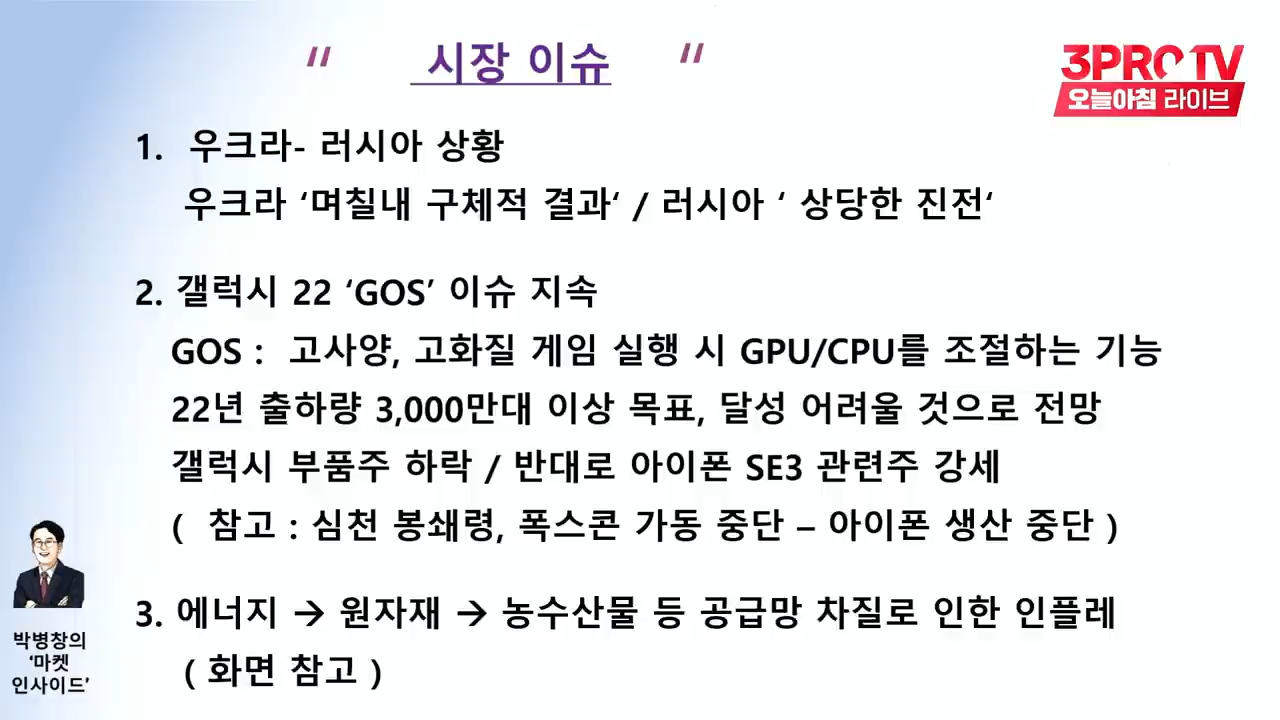 " 시장 이슈 "
3PRO TV
오늘아침 라이브
1. 우크라- 러시아 상황
우크라 ‘며칠내 구체적 결과‘ / 러시아 ‘ 상당한 진전‘
2. 갤럭시 22 ‘GOS’ 이슈 지속
GOS : 고사양, 고화질 게임 실행 시 GPU/CPU를 조절하는 기능
22년 출하량 3,000만대 이상 목표, 달성 어려울 것으로 전망
갤럭시 부품주 하락 / 반대로 아이폰 SE3 관련주 강세
( 참고 : 심천 봉쇄령, 폭스콘 가동 중단 – 아이폰 생산 중단 )
3. 에너지 → 원자재 → 농수산물 등 공급망 차질로 인한 인플레
( 화면 참고 )
박병창의
‘마켓
인사이드’